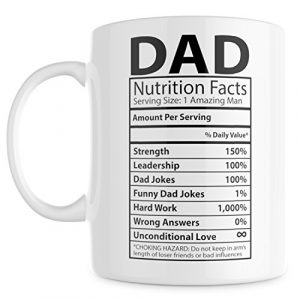 DAD
Nutrition Facts
Serving Size: 1 Amazing Man
Amount Per Serving
% Daily Value*
Strength 150%
Leadership 100%
Dad Jokes 100%
Funny Dad Jokes 1%
Hard Work 1,000%
Wrong Answers 0%
Unconditional Love ∞
*CHOKING HAZARD: Do not keep in arm's
length of loser friends or bad influences